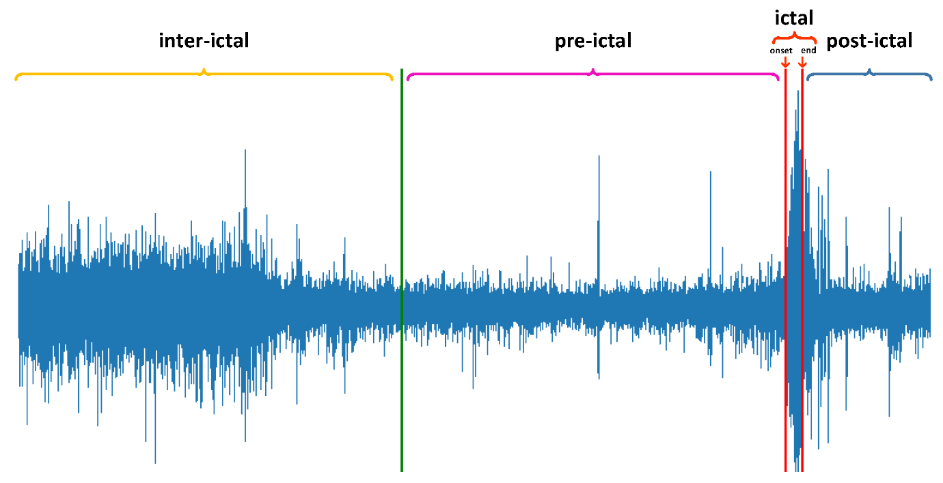 ictal
inter-ictal
pre-ictal
post-ictal
onset end